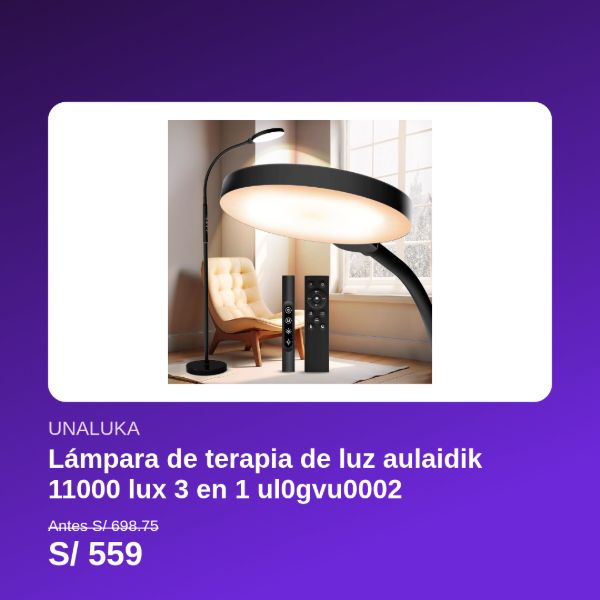 UNALUKA
Lámpara de terapia de luz aulaidik
11000 lux 3 en 1 ul0gvu0002
Antes S/ 698.75
S/ 559